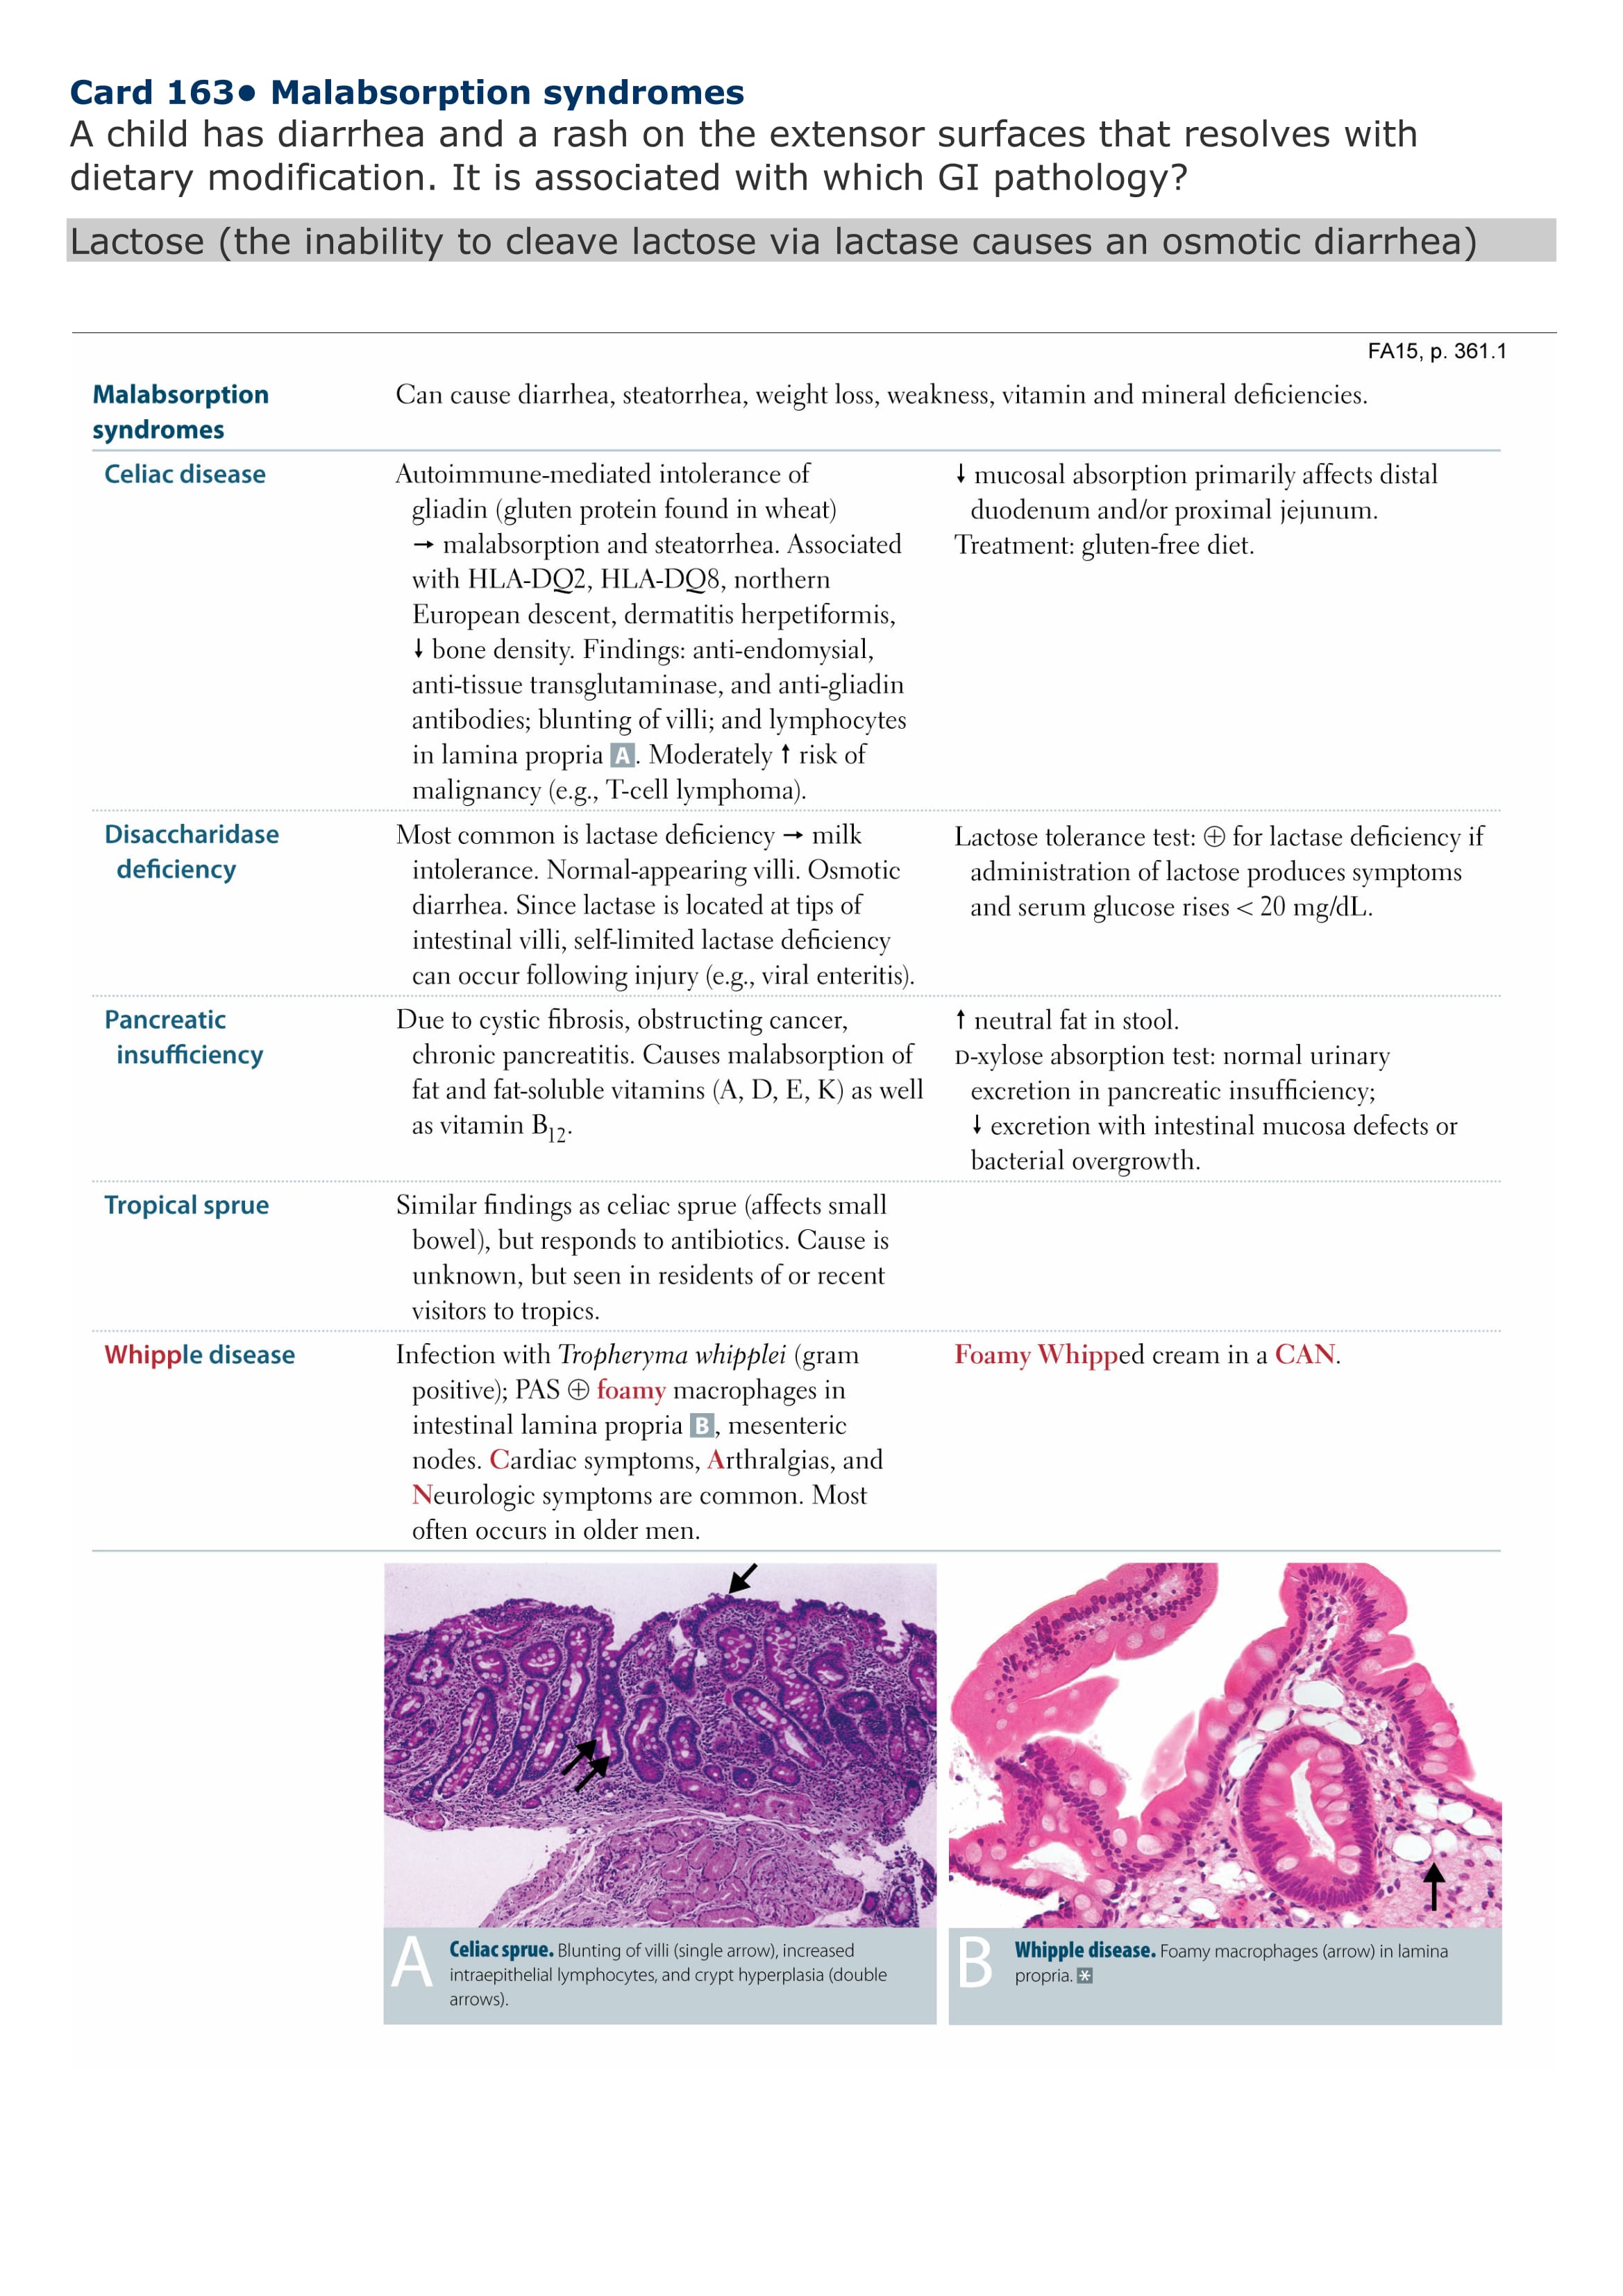 Card 163● Malabsorption syndromes
A child has diarrhea and a rash on the extensor surfaces that resolves with
dietary modification. It is associated with which GI pathology?
Lactose (the inability to cleave lactose via lactase causes an osmotic diarrhea)
FA15, p. 361.1
Malabsorption
syndromes
Can cause diarrhea, steatorrhea, weight loss, weakness, vitamin and mineral deficiencies.
Celiac disease
Autoimmune-mediated intolerance of
gliadin (gluten protein found in wheat)
→ malabsorption and steatorrhea. Associated
with HLA-DQ2, HLA-DQ8, northern
European descent, dermatitis herpetiformis,
↓ bone density. Findings: anti-endomysial,
anti-tissue transglutaminase, and anti-gliadin
antibodies; blunting of villi; and lymphocytes
in lamina propria A. Moderately ↑ risk of
malignancy (e.g., T-cell lymphoma).
↓ mucosal absorption primarily affects distal
duodenum and/or proximal jejunum.
Treatment: gluten-free diet.
Disaccharidase
deficiency
Most common is lactase deficiency → milk
intolerance. Normal-appearing villi. Osmotic
diarrhea. Since lactase is located at tips of
intestinal villi, self-limited lactase deficiency
can occur following injury (e.g., viral enteritis).
Lactose tolerance test: ⊕ for lactase deficiency if
administration of lactose produces symptoms
and serum glucose rises < 20 mg/dL.
Pancreatic
insufficiency
Due to cystic fibrosis, obstructing cancer,
chronic pancreatitis. Causes malabsorption of
fat and fat-soluble vitamins (A, D, E, K) as well
as vitamin B12.
↑ neutral fat in stool.
D-xylose absorption test: normal urinary
excretion in pancreatic insufficiency;
↓ excretion with intestinal mucosa defects or
bacterial overgrowth.
Tropical sprue
Similar findings as celiac sprue (affects small
bowel), but responds to antibiotics. Cause is
unknown, but seen in residents of or recent
visitors to tropics.
Whipple disease
Infection with Tropheryma whipplei (gram
positive); PAS ⊕ foamy macrophages in
intestinal lamina propria B, mesenteric
nodes. Cardiac symptoms, Arthralgias, and
Neurologic symptoms are common. Most
often occurs in older men.
Foamy Whipped cream in a CAN.
A
Celiac sprue. Blunting of villi (single arrow), increased
intraepithelial lymphocytes, and crypt hyperplasia (double
arrows).
B
Whipple disease. Foamy macrophages (arrow) in lamina
propria. *